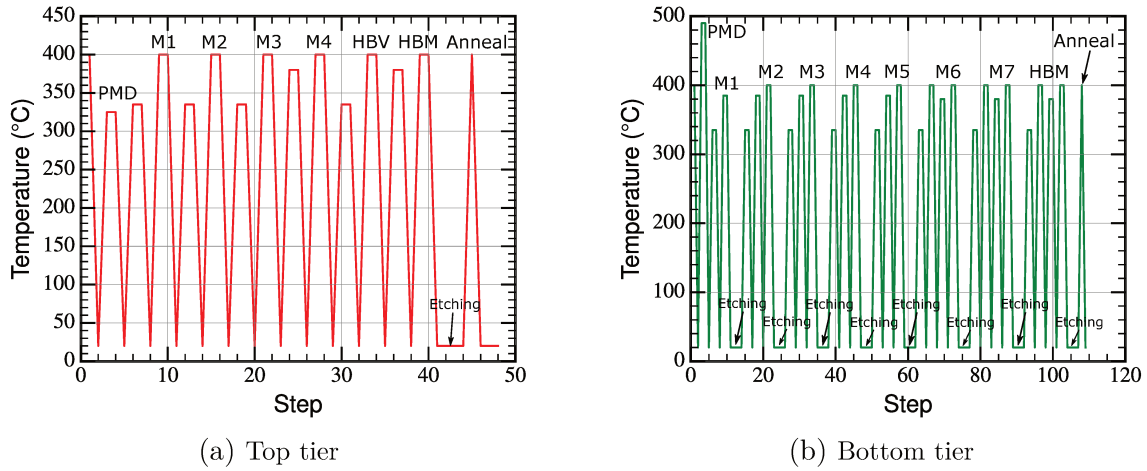 450
400
350
300
250
200
150
100
50
0
Temperature (°C)
PMD
M1
M2
M3
M4
HBV
HBM
Anneal
Etching
0 10 20 30 40 50
Step
(a) Top tier
500
400
300
200
100
0
Temperature (°C)
PMD
M1
M2
M3
M4
M5
M6
M7
HBM
Anneal
Etching
Etching
Etching
Etching
Etching
Etching
Etching
Etching
0 20 40 60 80 100 120
Step
(b) Bottom tier